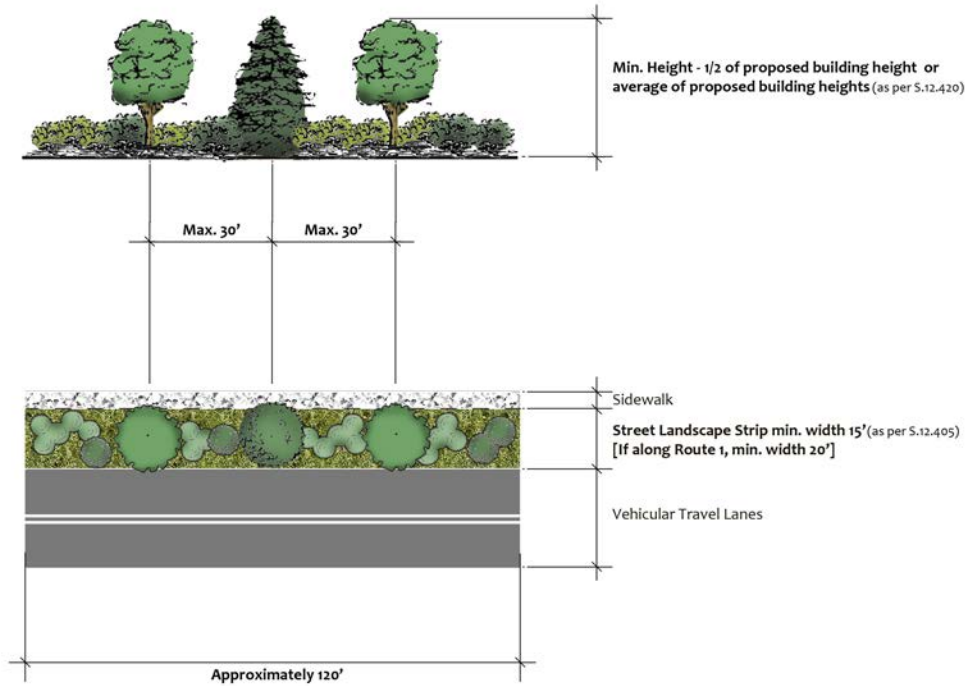 Min. Height - 1/2 of proposed building height or
average of proposed building heights (as per S.12.420)
Max. 30' Max. 30'
Sidewalk
Street Landscape Strip min. width 15' (as per S.12.405)
[If along Route 1, min. width 20']
Vehicular Travel Lanes
Approximately 120'